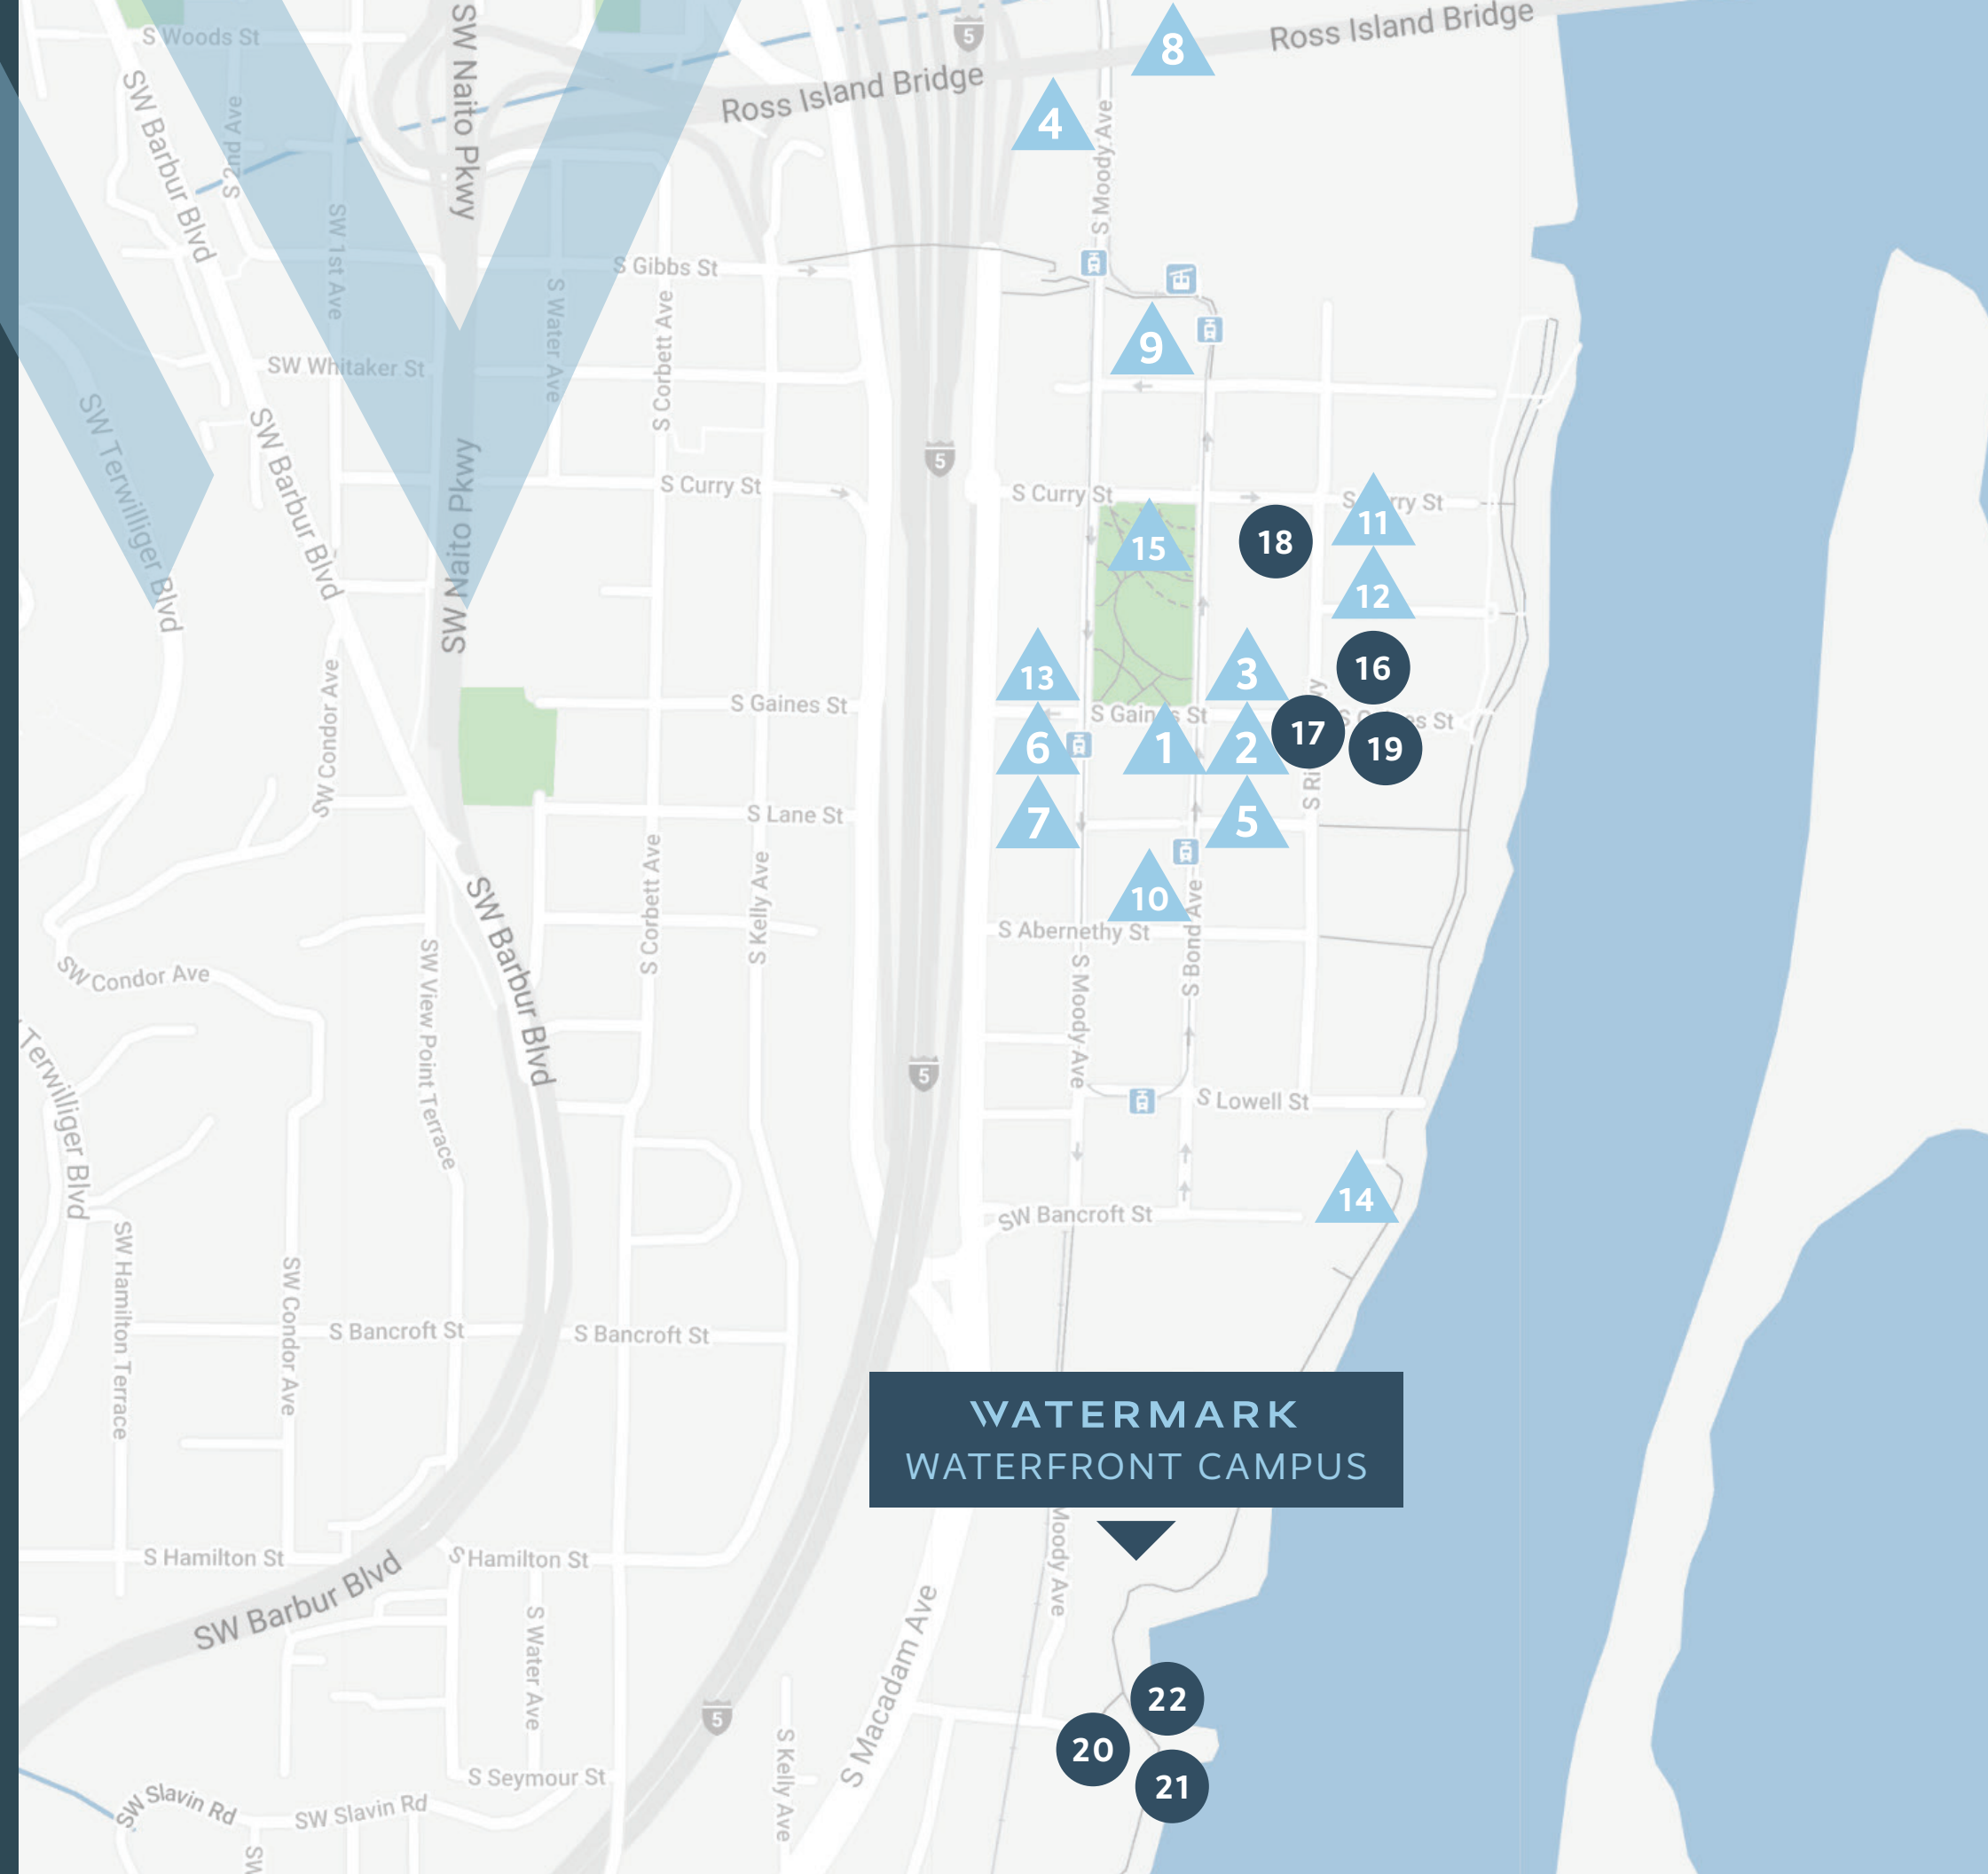 S Woods St
SW Naito Pkwy
5
8
Ross Island Bridge
Ross Island Bridge
4
SW Barbur Blvd
S 2nd Ave
S Moody Ave
SW 1st Ave
S Gibbs St
S Water Ave
S Corbett Ave
9
SW Whitaker St
SW Terwilliger Blvd
SW Barbur Blvd
SW Naito Pkwy
5
S Curry St
S Curry St
11
15
18
12
13
3
16
SW Condor Ave
S Gaines St
6
1
2
17
19
S Lane St
7
5
10
S Corbett Ave
S Kelly Ave
SW Barbur Blvd
S Abernethy St
S Bond Ave
SW Condor Ave
SW View Point Terrace
S Moody Ave
5
Terwilliger Blvd
S Lowell St
14
SW Bancroft St
SW Hamilton Terrace
SW Condor Ave
S Bancroft St
S Bancroft St
WATERMARK
WATERFRONT CAMPUS
S Hamilton St
S Hamilton St
Moody Ave
SW Barbur Blvd
S Water Ave
S Macadam Ave
5
22
S Kelly Ave
20
S Seymour St
21
SW Slavin Rd
SW Slavin Rd
SW